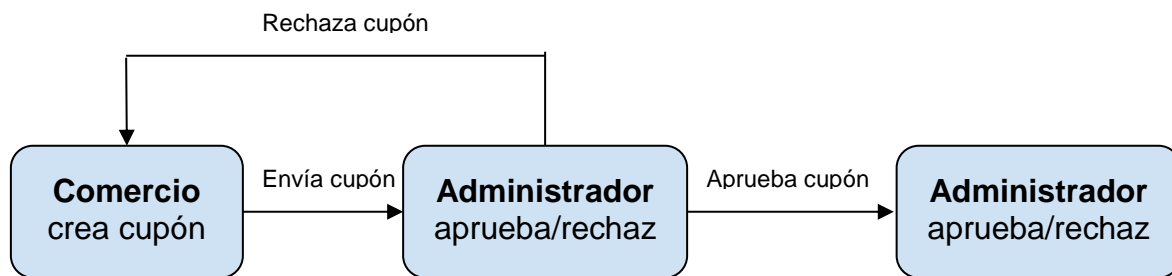 Rechaza cupón
Comercio
crea cupón
Envía cupón
Administrador
aprueba/rechaz
Aprueba cupón
Administrador
aprueba/rechaz